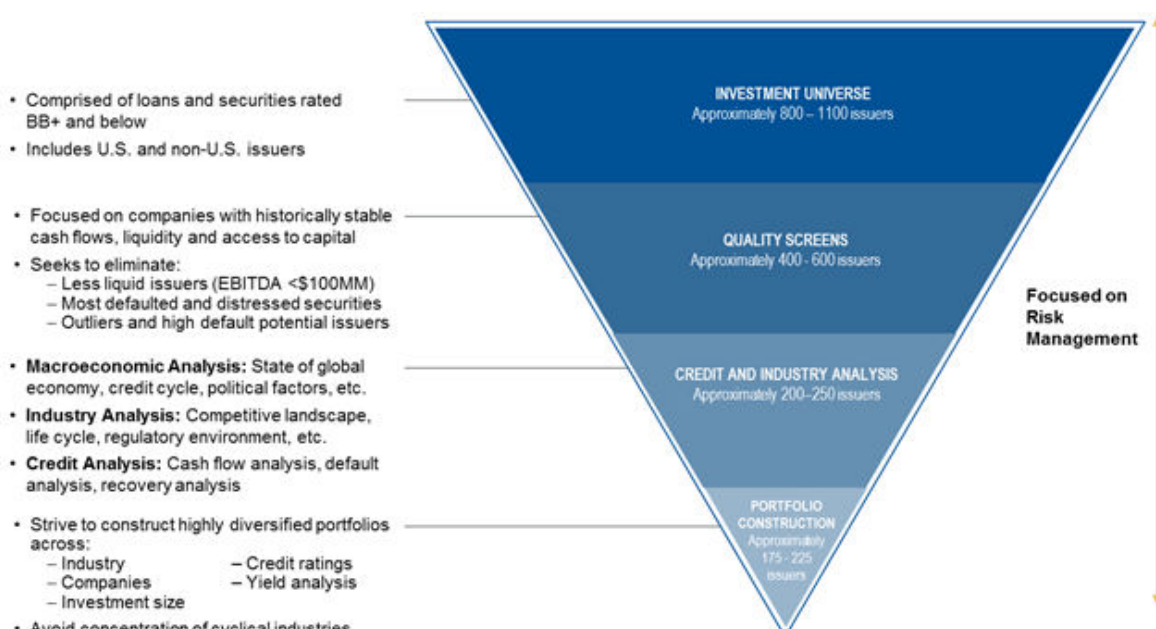 • Comprised of loans and securities rated
BB+ and below
• Includes U.S. and non-U.S. issuers
INVESTMENT UNIVERSE
Approximately 800 – 1100 issuers
• Focused on companies with historically stable
cash flows, liquidity and access to capital
• Seeks to eliminate:
– Less liquid issuers (EBITDA <$100MM)
– Most defaulted and distressed securities
– Outliers and high default potential issuers
QUALITY SCREENS
Approximately 400 - 600 issuers
• Macroeconomic Analysis: State of global
economy, credit cycle, political factors, etc.
• Industry Analysis: Competitive landscape,
life cycle, regulatory environment, etc.
• Credit Analysis: Cash flow analysis, default
analysis, recovery analysis
CREDIT AND INDUSTRY ANALYSIS
Approximately 200–250 issuers
• Strive to construct highly diversified portfolios
across:
– Industry
– Companies
– Investment size
– Credit ratings
– Yield analysis
• Avoid concentration of cyclical industries
PORTFOLIO
CONSTRUCTION
Approximately
175 - 225
issuers
Focused on
Risk
Management